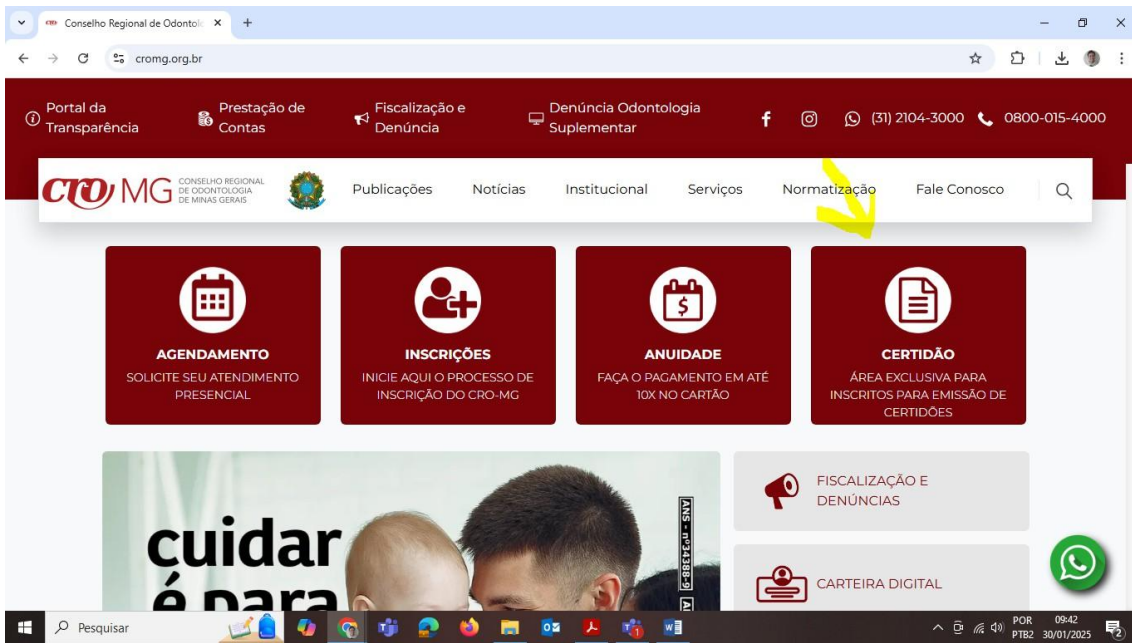 Conselho Regional de Odontolo
cromg.org.br
Portal da
Transparência
Prestação de
Contas
Fiscalização e
Denúncia
Denúncia Odontologia
Suplementar
(31) 2104-3000
0800-015-4000
CRO MG
CONSELHO REGIONAL
DE ODONTOLOGIA
DE MINAS GERAIS
Publicações
Notícias
Institucional
Serviços
Normatização
Fale Conosco
AGENDAMENTO
SOLICITE SEU ATENDIMENTO
PRESENCIAL
INSCRIÇÕES
INICIE AQUI O PROCESSO DE
INSCRIÇÃO DO CRO-MG
ANUIDADE
FAÇA O PAGAMENTO EM ATÉ
10X NO CARTÃO
CERTIDÃO
ÁREA EXCLUSIVA PARA
INSCRITOS PARA EMISSÃO DE
CERTIDÕES
cuidar
é para
ANS - nº34388-9
FISCALIZAÇÃO E
DENÚNCIAS
CARTEIRA DIGITAL
Pesquisar
POR
PTB2
09:42
30/01/2025